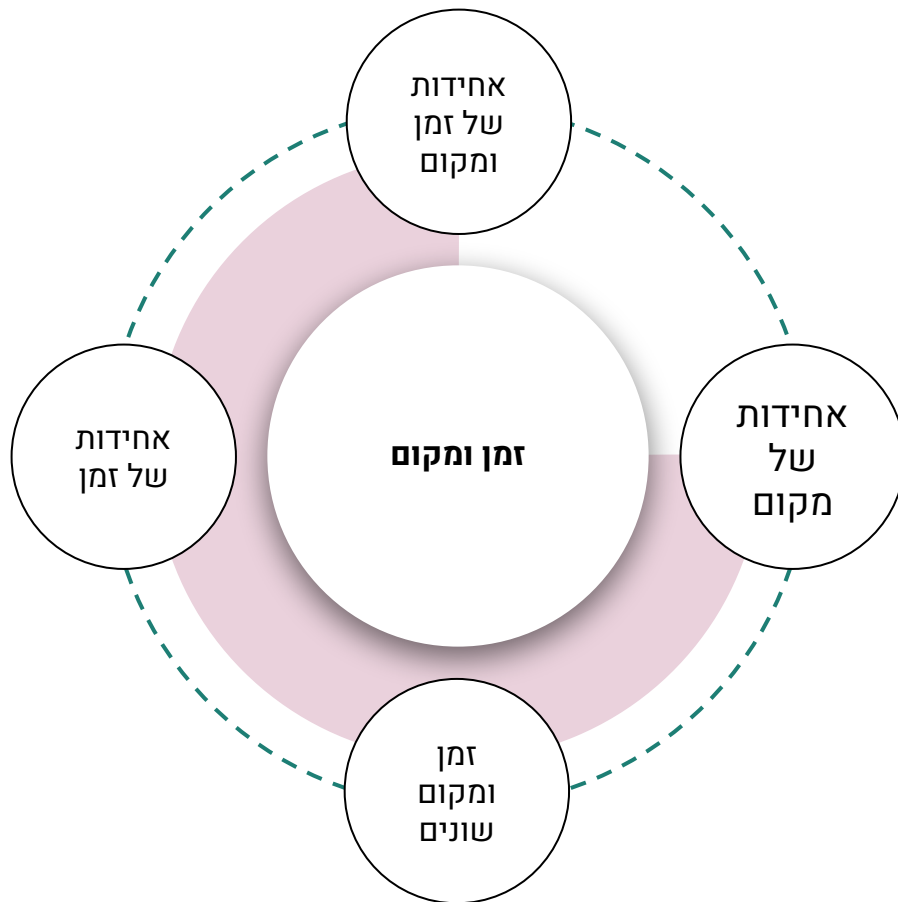 אחידות
של זמן
ומקום
אחידות
של
מקום
זמן ומקום
אחידות
של זמן
זמן
ומקום
שונים